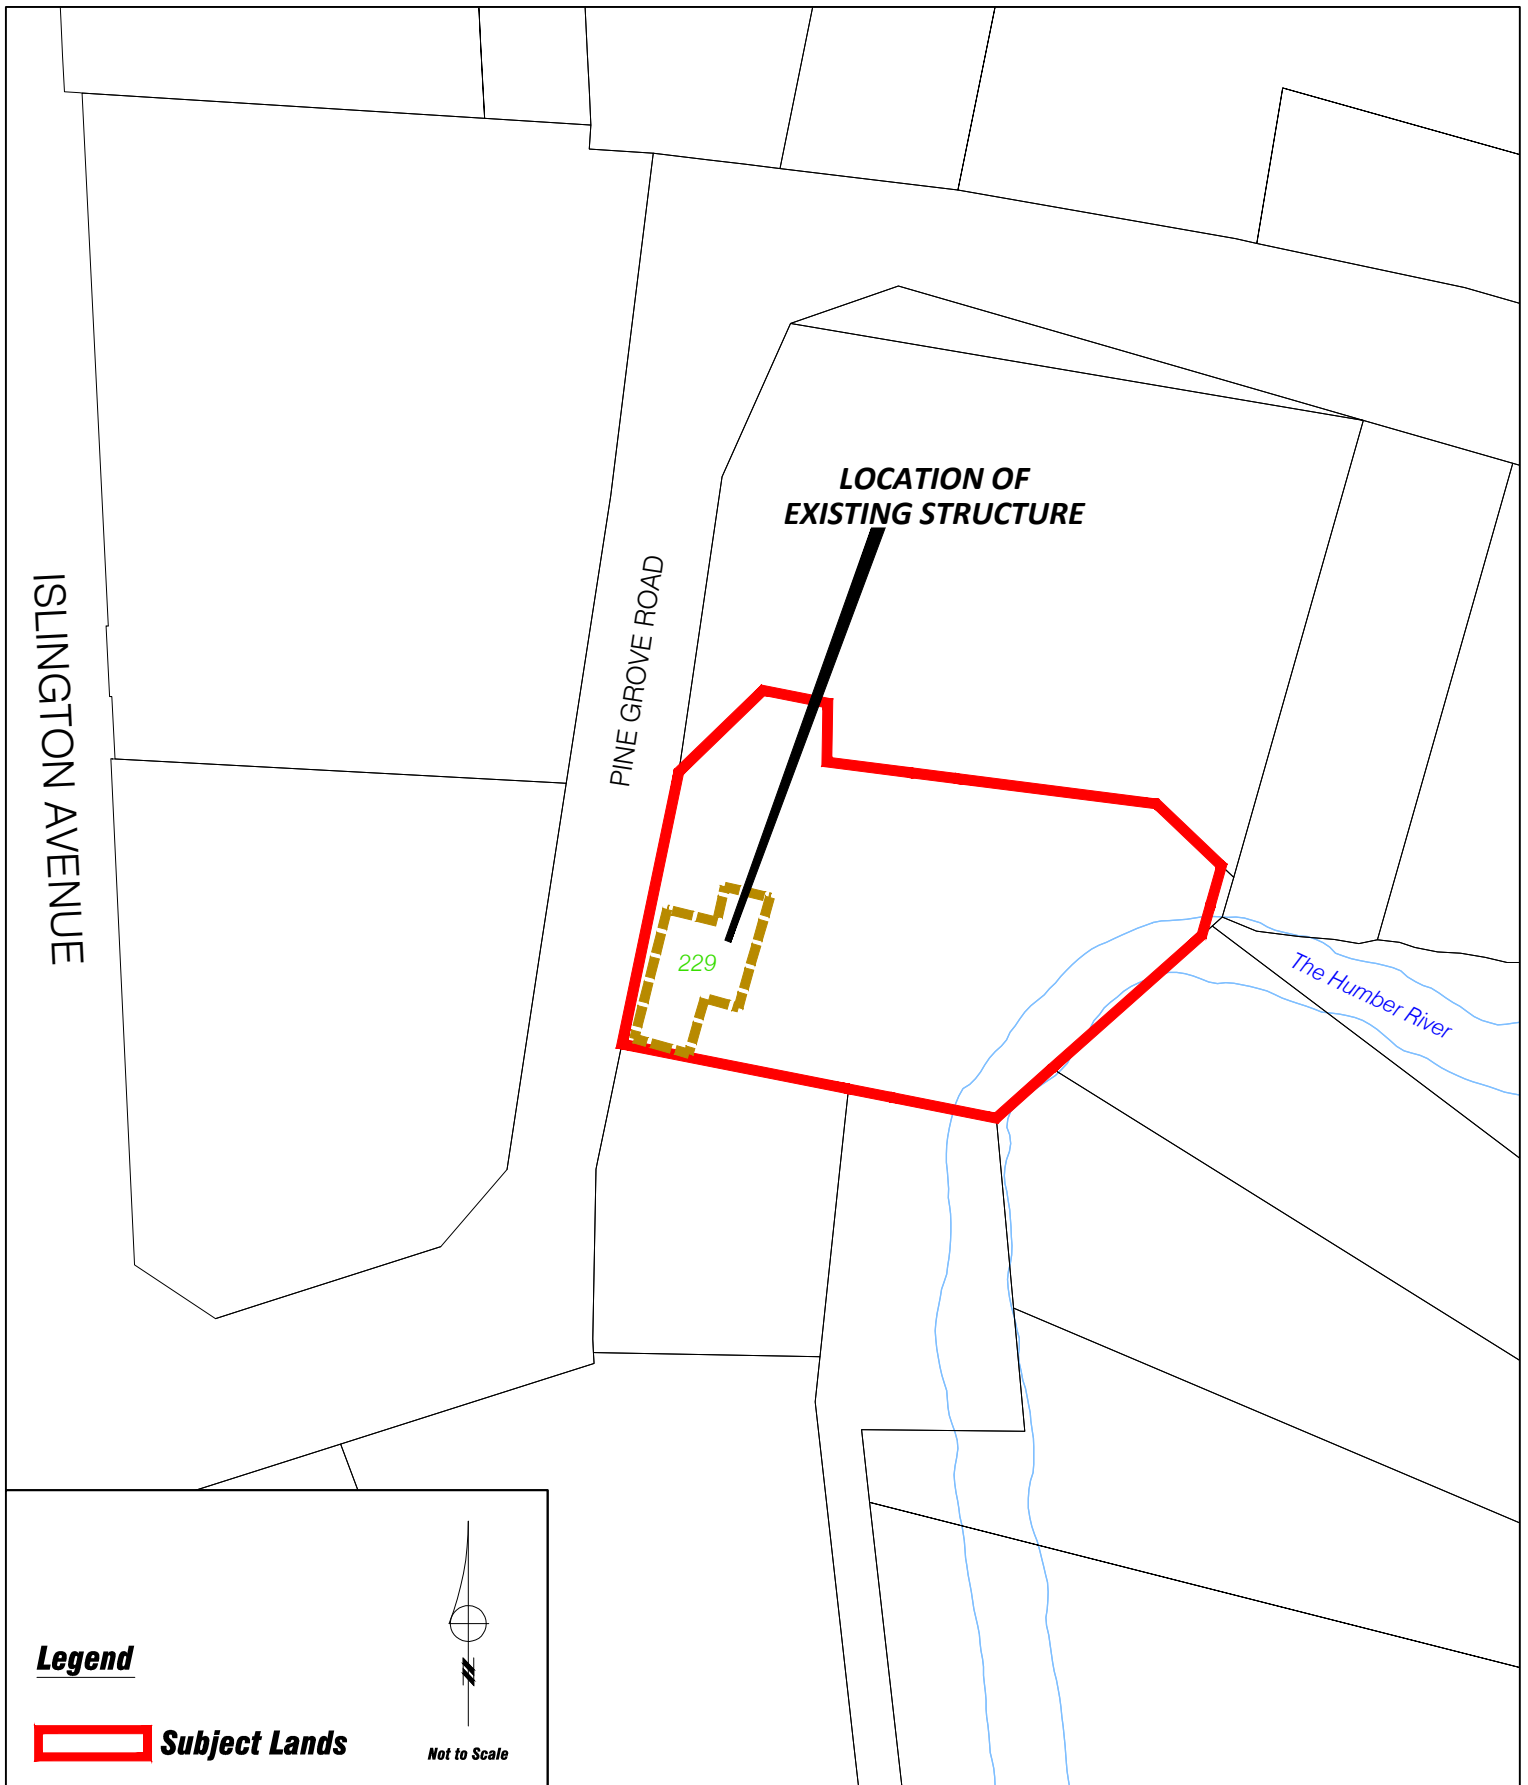 LOCATION OF
EXISTING STRUCTURE
ISLINGTON AVENUE
PINE GROVE ROAD
229
The Humber River
Legend
N
Subject Lands
Not to Scale